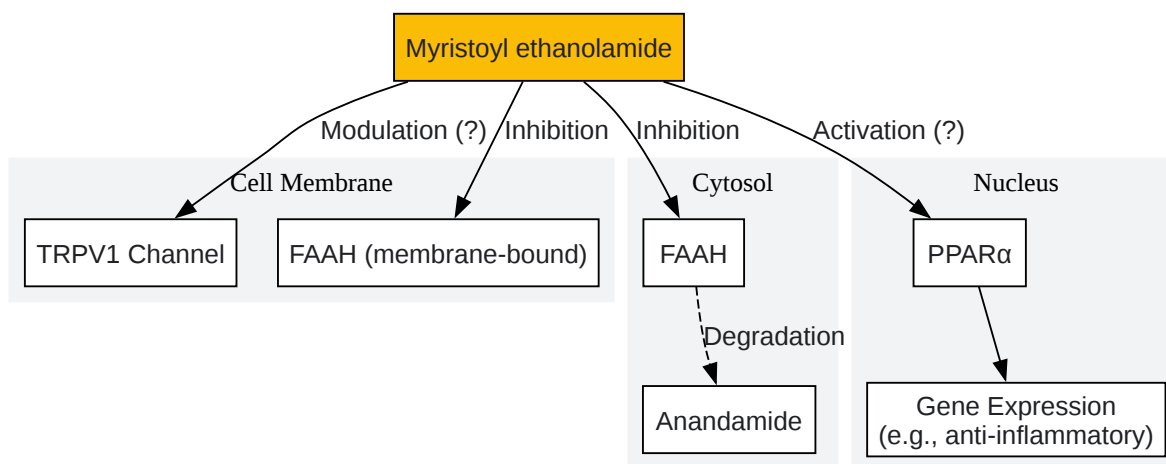 Myristoyl ethanolamide
Modulation (?)
Inhibition
Inhibition
Activation (?)
Cell Membrane
Cytosol
Nucleus
TRPV1 Channel
FAAH (membrane-bound)
FAAH
PPARα
Degradation
Anandamide
Gene Expression
(e.g., anti-inflammatory)